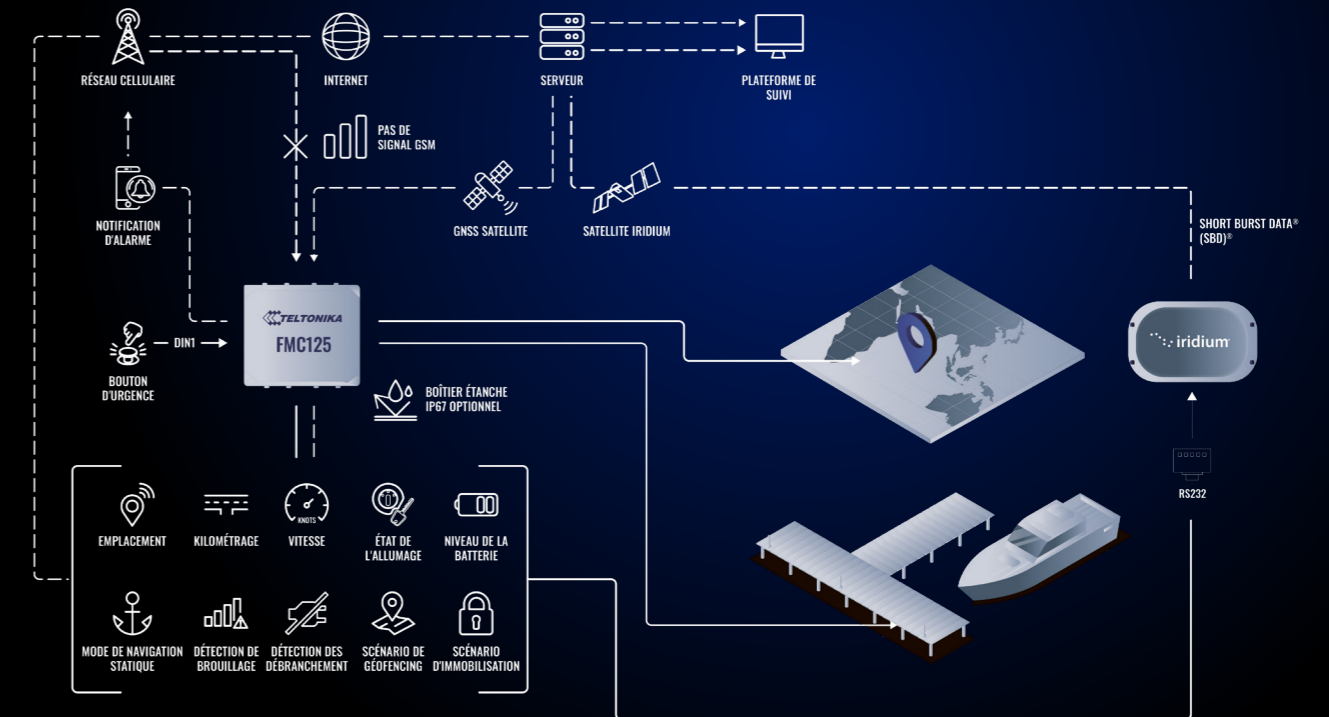 RÉSEAU CELLULAIRE
INTERNET
SERVEUR
PLATEFORME DE
SUIVI
PAS DE
SIGNAL GSM
NOTIFICATION
D'ALARME
GNSS SATELLITE
SATELLITE IRIDIUM
SHORT BURST DATA®
(SBD)®
TELTONIKA
FMC125
DIN1
BOUTON
D'URGENCE
iridium
BOÎTIER ÉTANCHE
IP67 OPTIONNEL
RS232
KNOTS
EMPLACEMENT
KILOMÉTRAGE
VITESSE
ÉTAT DE
L'ALLUMAGE
NIVEAU DE LA
BATTERIE
MODE DE NAVIGATION
STATIQUE
DÉTECTION DE
BROUILLAGE
DÉTECTION DES
DÉBRANCHEMENT
SCÉNARIO DE
GÉOFENCING
SCÉNARIO
D'IMMOBILISATION